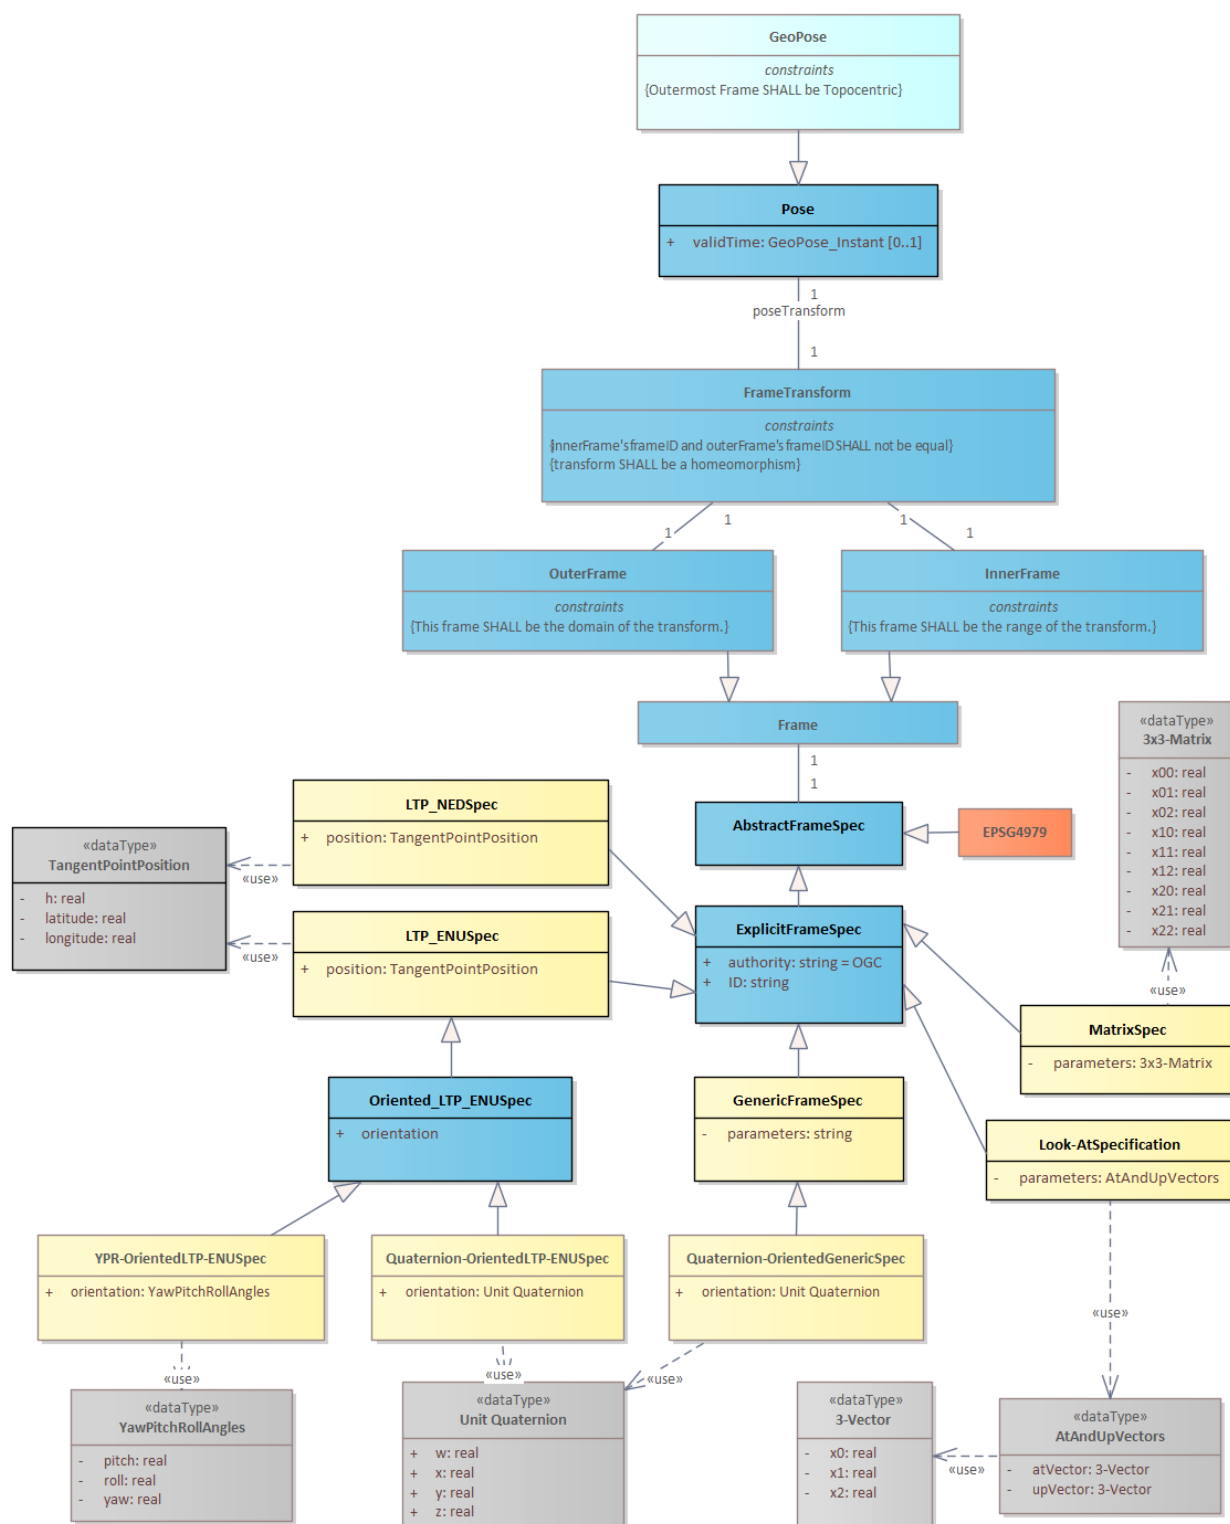 GeoPose
constraints
{Outermost Frame SHALL be Topocentric}
Pose
+ validTime: GeoPose_Instant [0..1]
1
poseTransform
1
FrameTransform
constraints
{innerFrame's frameID and outerFrame's frameID SHALL not be equal}
{transform SHALL be a homeomorphism}
1
1
1
1
OuterFrame
constraints
{This frame SHALL be the domain of the transform.}
InnerFrame
constraints
{This frame SHALL be the range of the transform.}
Frame
1
1
«dataType»
3x3-Matrix
- x00: real
- x01: real
- x02: real
- x10: real
- x11: real
- x12: real
- x20: real
- x21: real
- x22: real
LTP_NEDSpec
+ position: TangentPointPosition
AbstractFrameSpec
EPSG4979
«dataType»
TangentPointPosition
- h: real
- latitude: real
- longitude: real
«use»
«use»
LTP_ENUSpec
+ position: TangentPointPosition
ExplicitFrameSpec
+ authority: string = OGC
+ ID: string
«use»
MatrixSpec
- parameters: 3x3-Matrix
Oriented_LTP_ENUSpec
+ orientation
GenericFrameSpec
- parameters: string
Look-AtSpecification
- parameters: AtAndUpVectors
YPR-OrientedLTP-ENUSpec
+ orientation: YawPitchRollAngles
Quaternion-OrientedLTP-ENUSpec
+ orientation: Unit Quaternion
Quaternion-OrientedGenericSpec
+ orientation: Unit Quaternion
«use»
«use»
«use»
«use»
«dataType»
YawPitchRollAngles
- pitch: real
- roll: real
- yaw: real
«dataType»
Unit Quaternion
+ w: real
+ x: real
+ y: real
+ z: real
«dataType»
3-Vector
- x0: real
- x1: real
- x2: real
«use»
«dataType»
AtAndUpVectors
- atVector: 3-Vector
- upVector: 3-Vector